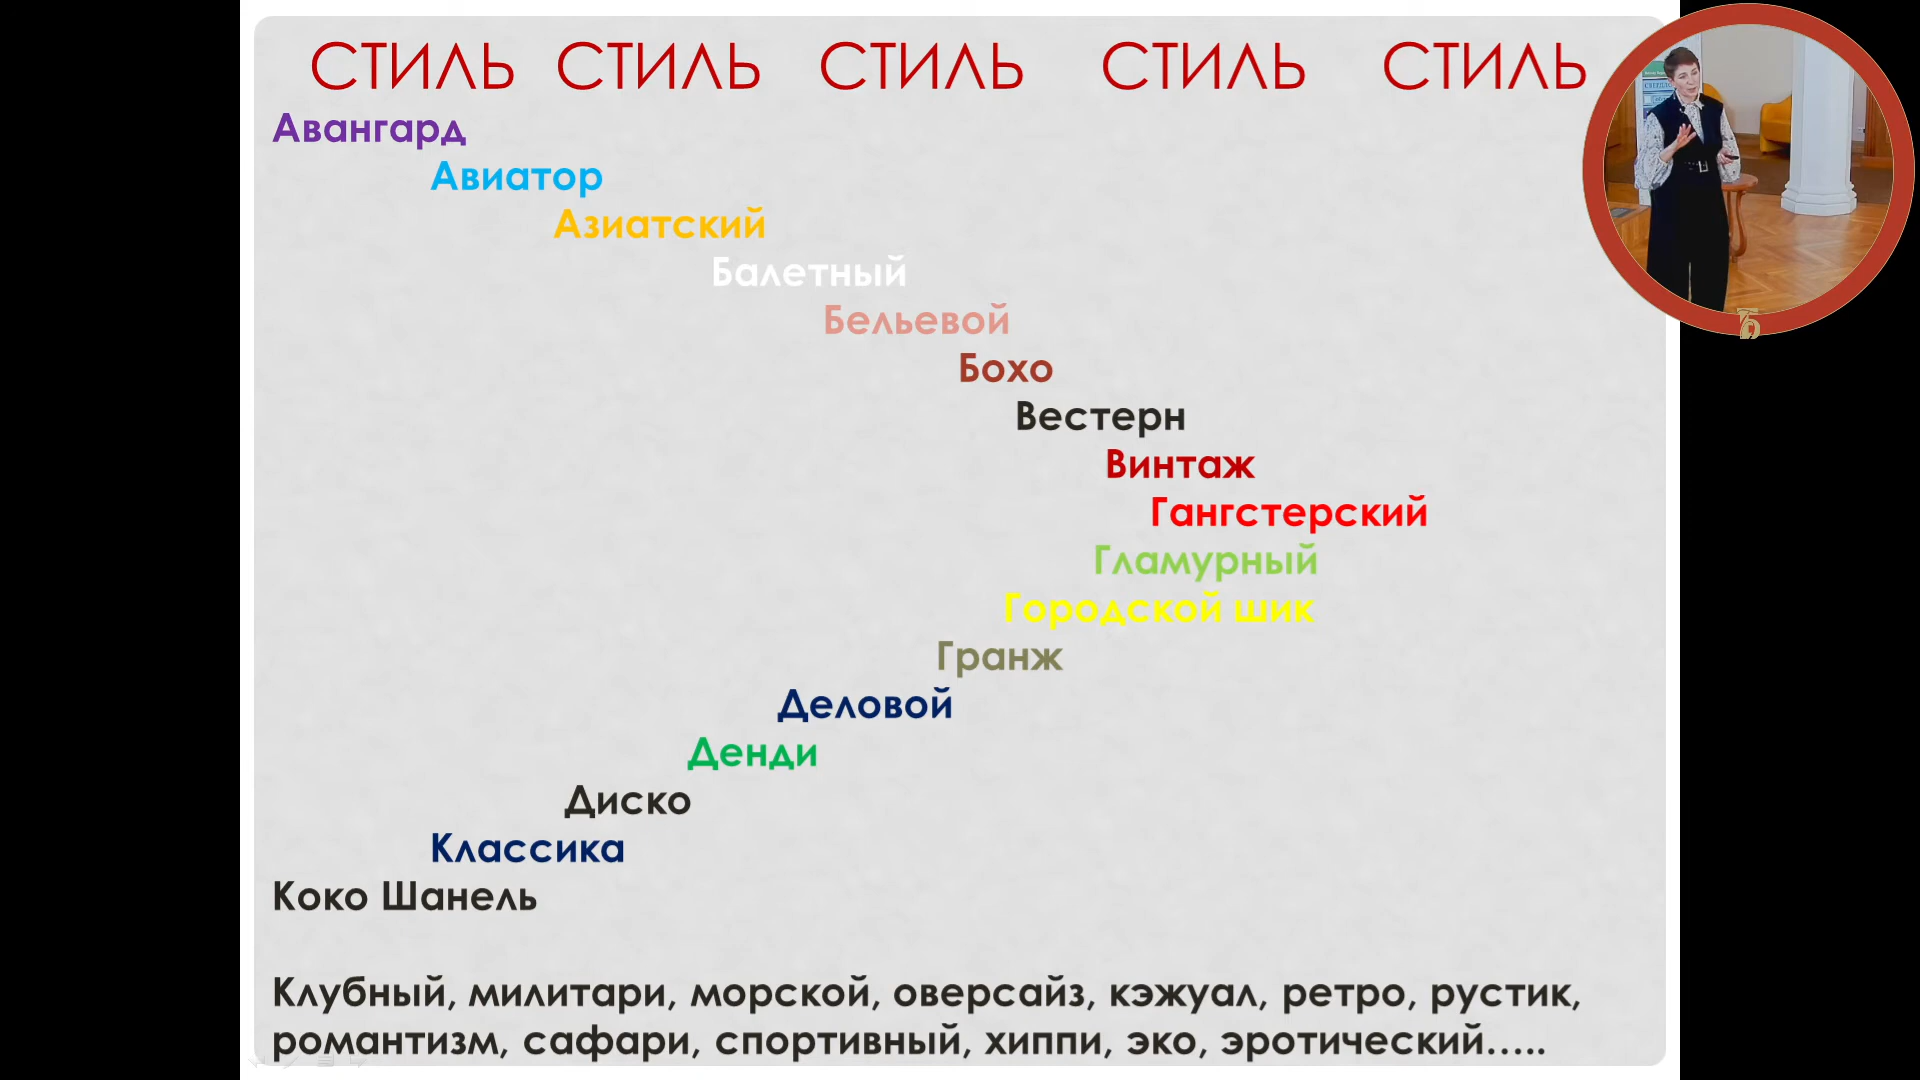 СТИЛЬ СТИЛЬ СТИЛЬ СТИЛЬ СТИЛЬ
Авангард
Авиатор
Азиатский
Балетный
Бельевой
Бохо
Вестерн
Винтаж
Гангстерский
Гламурный
Городской шик
Гранж
Деловой
Денди
Диско
Классика
Коко Шанель
Клубный, милитари, морской, оверсайз, кэжуал, ретро, рустик,
романтизм, сафари, спортивный, хиппи, эко, эротический.....